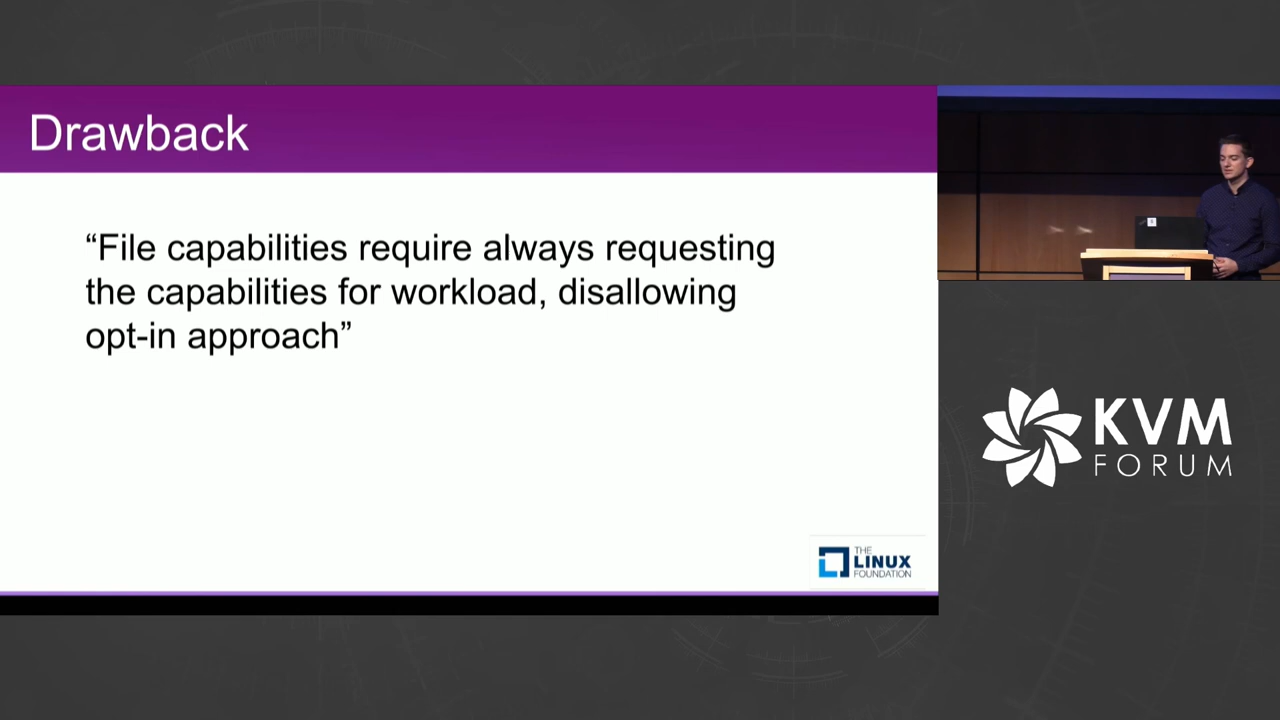 Drawback
“File capabilities require always requesting
the capabilities for workload, disallowing
opt-in approach”
THE
LINUX
FOUNDATION
KVM
FORUM